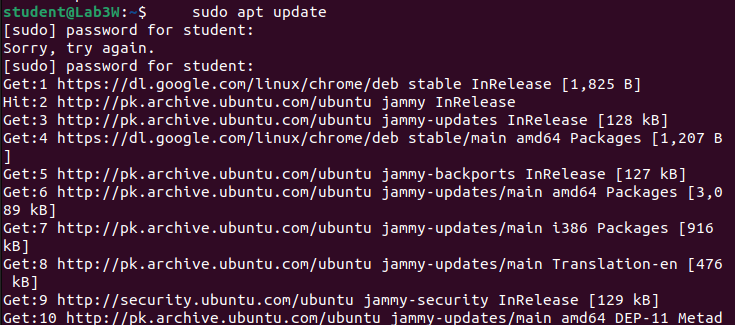 student@Lab3W:~$     sudo apt update
[sudo] password for student:
Sorry, try again.
[sudo] password for student:
Get:1 https://dl.google.com/linux/chrome/deb stable InRelease [1,825 B]
Hit:2 http://pk.archive.ubuntu.com/ubuntu jammy InRelease
Get:3 http://pk.archive.ubuntu.com/ubuntu jammy-updates InRelease [128 kB]
Get:4 https://dl.google.com/linux/chrome/deb stable/main amd64 Packages [1,207 B
]
Get:5 http://pk.archive.ubuntu.com/ubuntu jammy-backports InRelease [127 kB]
Get:6 http://pk.archive.ubuntu.com/ubuntu jammy-updates/main amd64 Packages [3,0
89 kB]
Get:7 http://pk.archive.ubuntu.com/ubuntu jammy-updates/main i386 Packages [916
kB]
Get:8 http://pk.archive.ubuntu.com/ubuntu jammy-updates/main Translation-en [476
 kB]
Get:9 http://security.ubuntu.com/ubuntu jammy-security InRelease [129 kB]
Get:10 http://pk.archive.ubuntu.com/ubuntu jammy-updates/main amd64 DEP-11 Metad